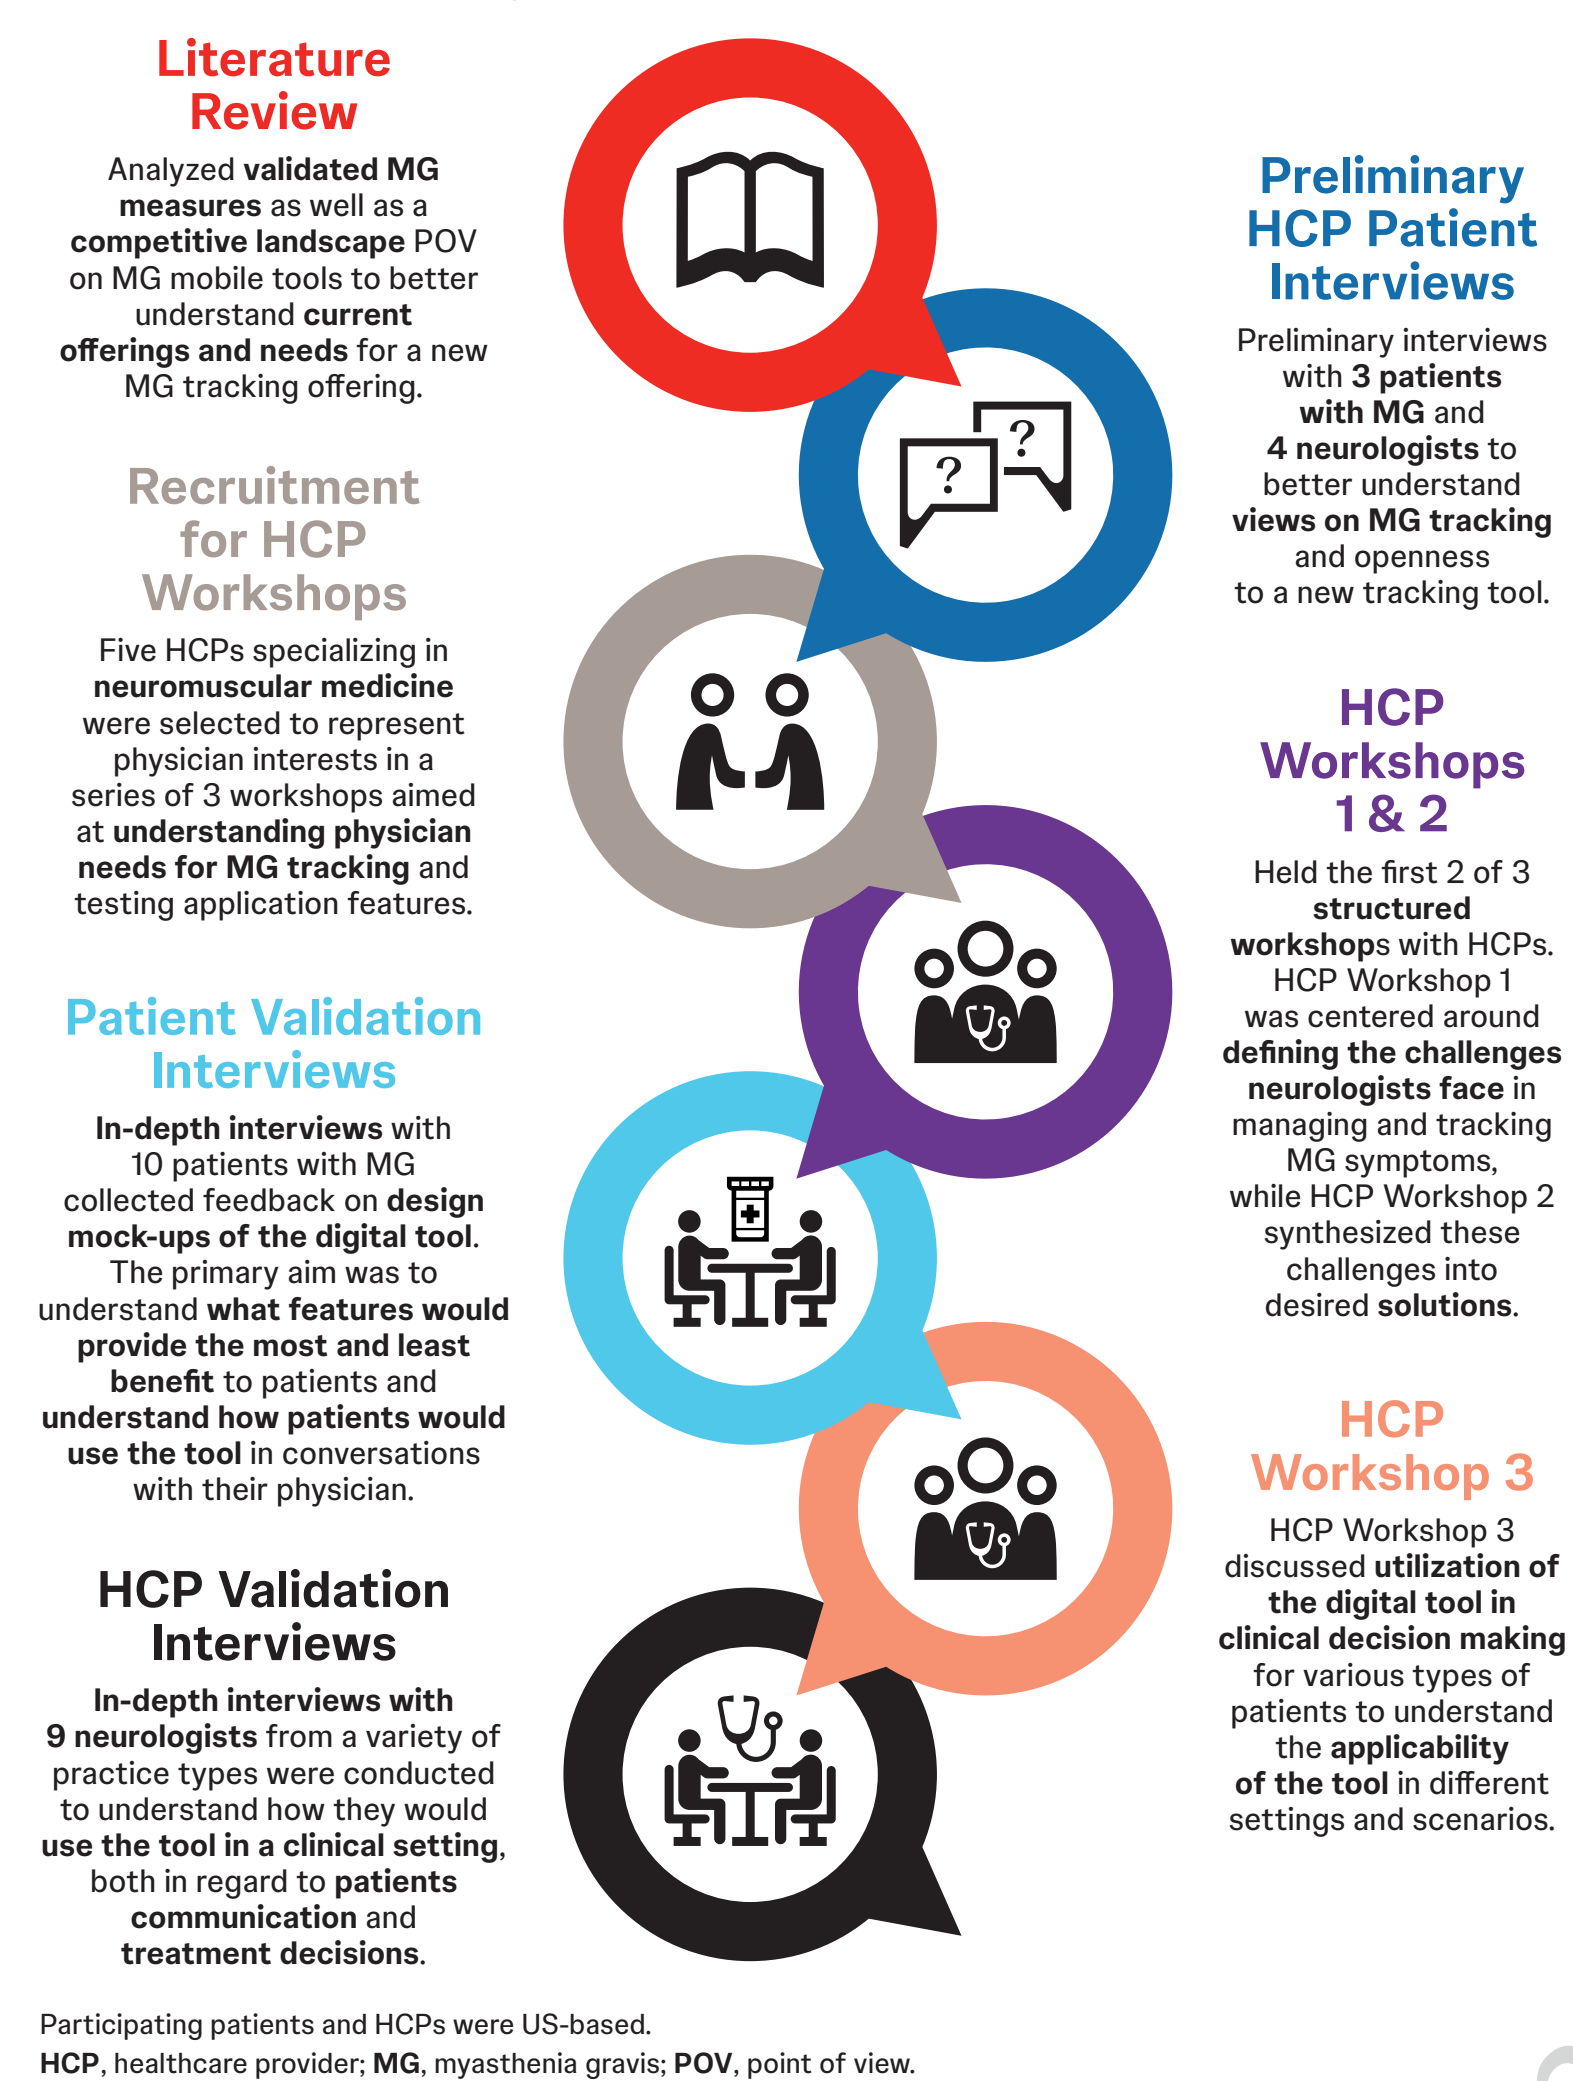 Literature
Review
Analyzed validated MG
measures as well as a
competitive landscape POV
on MG mobile tools to better
understand current
offerings and needs for a new
MG tracking offering.
Preliminary
HCP Patient
Interviews
Preliminary interviews
with 3 patients
with MG and
4 neurologists to
better understand
views on MG tracking
and openness
to a new tracking tool.
? ?
Recruitment
for HCP
Workshops
Five HCPs specializing in
neuromuscular medicine
were selected to represent
physician interests in a
series of 3 workshops aimed
at understanding physician
needs for MG tracking and
testing application features.
HCP
Workshops
1 & 2
Held the first 2 of 3
structured
workshops with HCPs.
HCP Workshop 1
was centered around
defining the challenges
neurologists face in
managing and tracking
MG symptoms,
while HCP Workshop 2
synthesized these
challenges into
desired solutions.
Patient Validation
Interviews
In-depth interviews with
10 patients with MG
collected feedback on design
mock-ups of the digital tool.
The primary aim was to
understand what features would
provide the most and least
benefit to patients and
understand how patients would
use the tool in conversations
with their physician.
HCP
Workshop 3
HCP Workshop 3
discussed utilization of
the digital tool in
clinical decision making
for various types of
patients to understand
the applicability
of the tool in different
settings and scenarios.
HCP Validation
Interviews
In-depth interviews with
9 neurologists from a variety of
practice types were conducted
to understand how they would
use the tool in a clinical setting,
both in regard to patients
communication and
treatment decisions.
Participating patients and HCPs were US-based.
HCP, healthcare provider; MG, myasthenia gravis; POV, point of view.